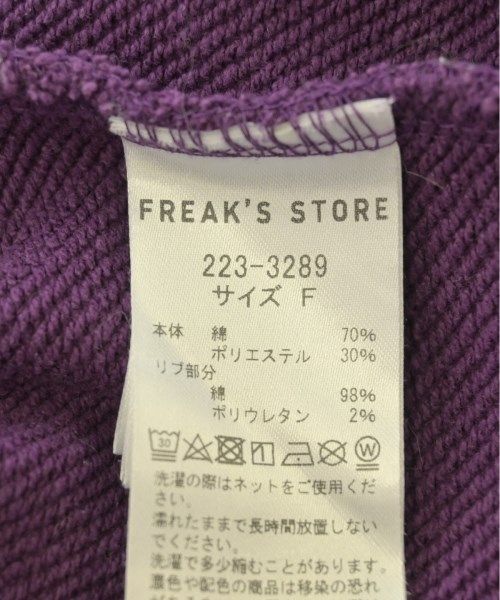 FREAK'S STORE
223-3289
サイズ F
本体 綿 70%
ポリエステル 30%
リブ部分
綿 98%
ポリウレタン 2%
30 W
洗濯の際はネットをご使用くだ
さい。
濡れたままで長時間放置しない
でください。
洗濯で多少縮むことがあります。
濃色や配色の商品は移染の恐れ